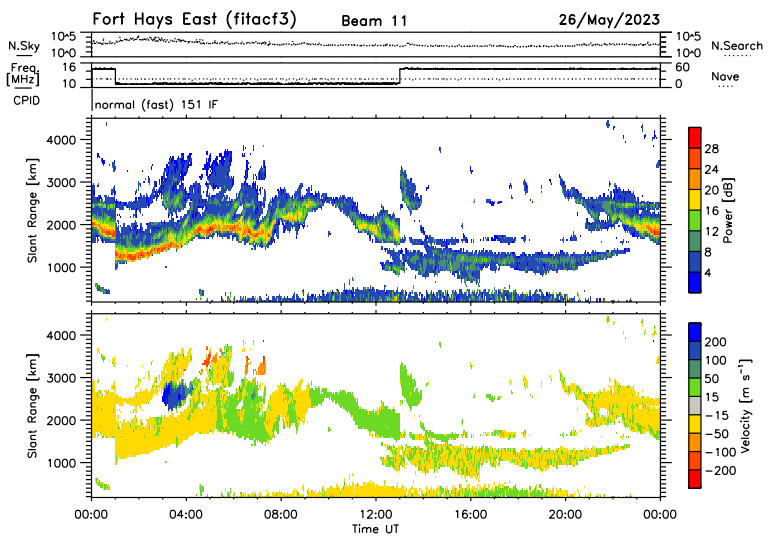 Fort Hays East (fitacf3) Beam 11 26/May/2023
N.Sky 10^5 10^0 10^5 10^0 N.Search
Freq. [MHz] 16 10 60 0 Nave
CPID normal (fast) 151 IF
Slant Range [km] 4000 3000 2000 1000
Power [dB] 28 24 20 16 12 8 4
Slant Range [km] 4000 3000 2000 1000
Velocity [m s⁻¹] 200 100 50 15 −15 −50 −100 −200
00:00 04:00 08:00 12:00 16:00 20:00 00:00
Time UT